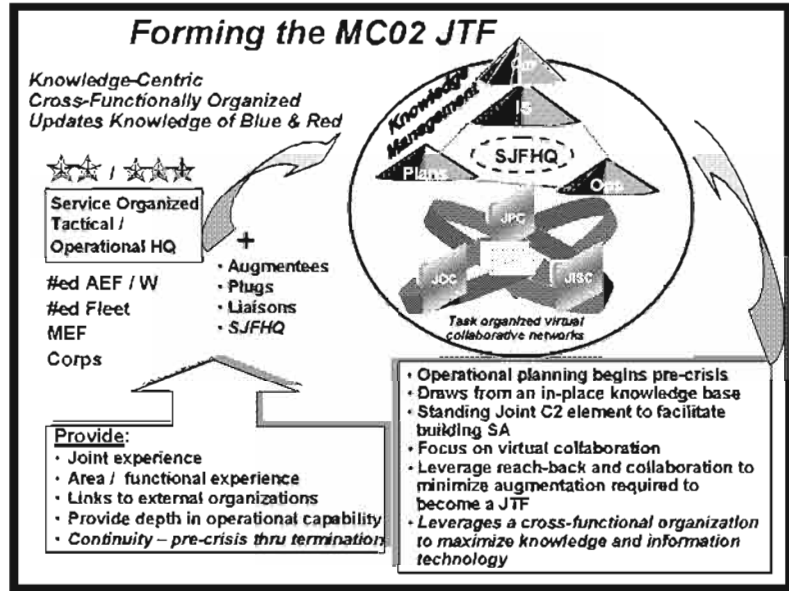 Forming the MC02 JTF
Knowledge-Centric
Cross-Functionally Organized
Updates Knowledge of Blue & Red
/
Service Organized
Tactical /
Operational HQ
#ed AEF / W
#ed Fleet
MEF
Corps
+
• Augmentees
• Plugs
• Liaisons
• SJFHQ
Knowledge
Management
IS
SJFHQ
Plans
Ops
JPC
JOC
JISC
Task organized virtual
collaborative networks
Provide:
• Joint experience
• Area / functional experience
• Links to external organizations
• Provide depth in operational capability
• Continuity – pre-crisis thru termination
• Operational planning begins pre-crisis
• Draws from an in-place knowledge base
• Standing Joint C2 element to facilitate
building SA
• Focus on virtual collaboration
• Leverage reach-back and collaboration to
minimize augmentation required to
become a JTF
• Leverages a cross-functional organization
to maximize knowledge and information
technology